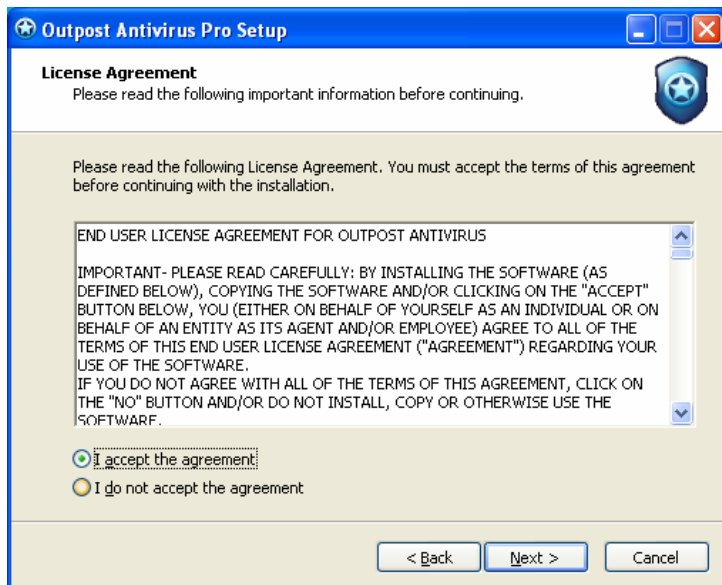 Outpost Antivirus Pro Setup
License Agreement
Please read the following important information before continuing.
Please read the following License Agreement. You must accept the terms of this agreement
before continuing with the installation.
END USER LICENSE AGREEMENT FOR OUTPOST ANTIVIRUS
IMPORTANT- PLEASE READ CAREFULLY: BY INSTALLING THE SOFTWARE (AS
DEFINED BELOW), COPYING THE SOFTWARE AND/OR CLICKING ON THE "ACCEPT"
BUTTON BELOW, YOU (EITHER ON BEHALF OF YOURSELF AS AN INDIVIDUAL OR ON
BEHALF OF AN ENTITY AS ITS AGENT AND/OR EMPLOYEE) AGREE TO ALL OF THE
TERMS OF THIS END USER LICENSE AGREEMENT ("AGREEMENT") REGARDING YOUR
USE OF THE SOFTWARE.
IF YOU DO NOT AGREE WITH ALL OF THE TERMS OF THIS AGREEMENT, CLICK ON
THE "NO" BUTTON AND/OR DO NOT INSTALL, COPY OR OTHERWISE USE THE
SOFTWARE.
I accept the agreement
I do not accept the agreement
< Back Next > Cancel